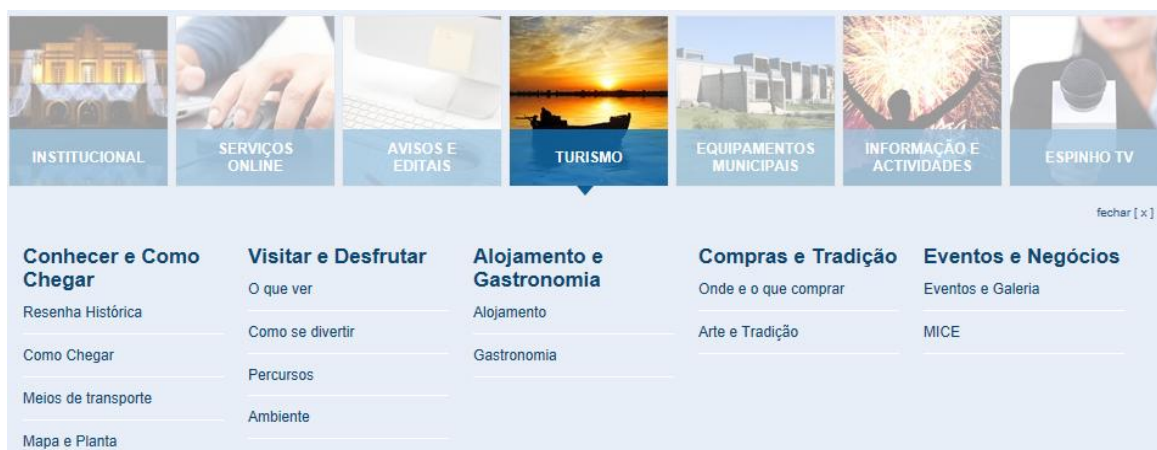 INSTITUCIONAL
SERVIÇOS
ONLINE
AVISOS E
EDITAIS
TURISMO
EQUIPAMENTOS
MUNICIPAIS
INFORMAÇÃO E
ACTIVIDADES
ESPINHO TV
fechar [ x ]
Conhecer e Como
Chegar
Resenha Histórica
Como Chegar
Meios de transporte
Mapa e Planta
Visitar e Desfrutar
O que ver
Como se divertir
Percursos
Ambiente
Alojamento e
Gastronomia
Alojamento
Gastronomia
Compras e Tradição
Onde e o que comprar
Arte e Tradição
Eventos e Negócios
Eventos e Galeria
MICE